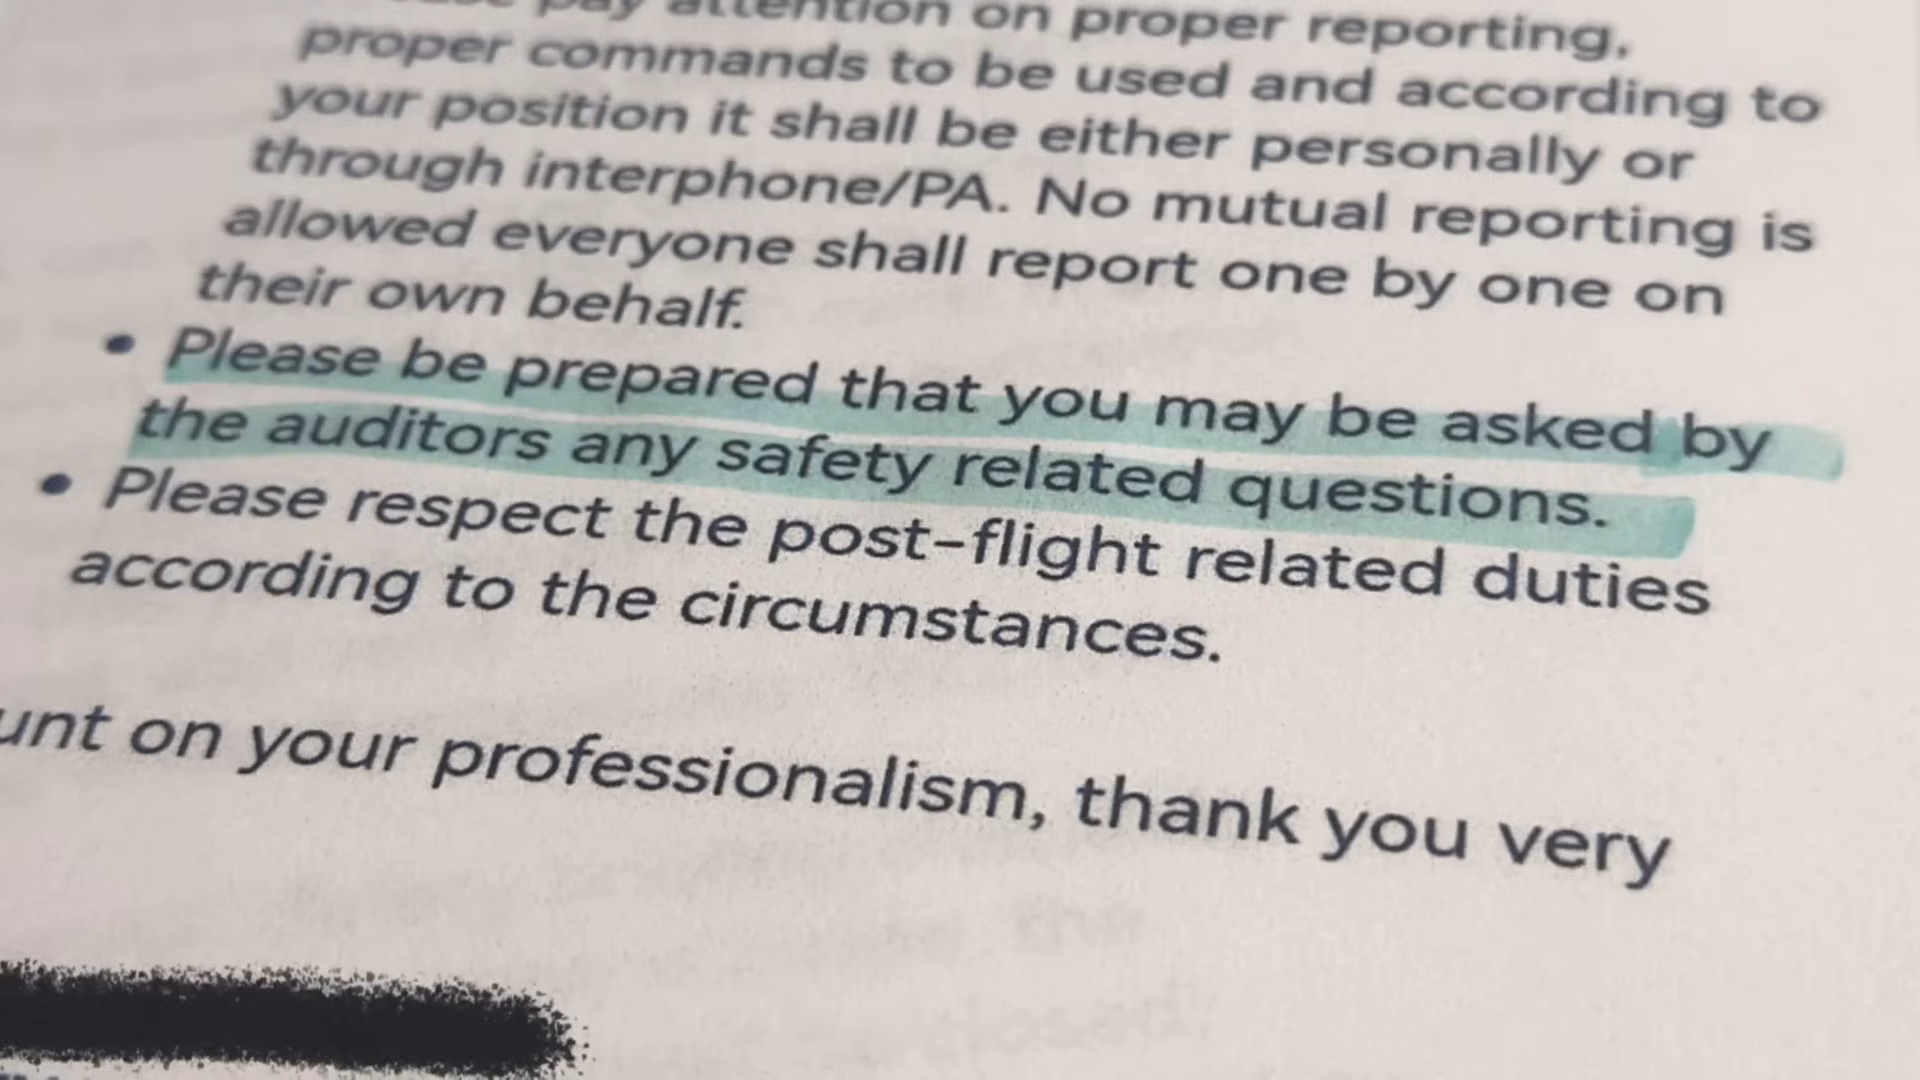 pay attention on proper reporting,
proper commands to be used and according to
your position it shall be either personally or
through interphone/PA. No mutual reporting is
allowed everyone shall report one by one on
their own behalf.
• Please be prepared that you may be asked by
the auditors any safety related questions.
• Please respect the post-flight related duties
according to the circumstances.
unt on your professionalism, thank you very